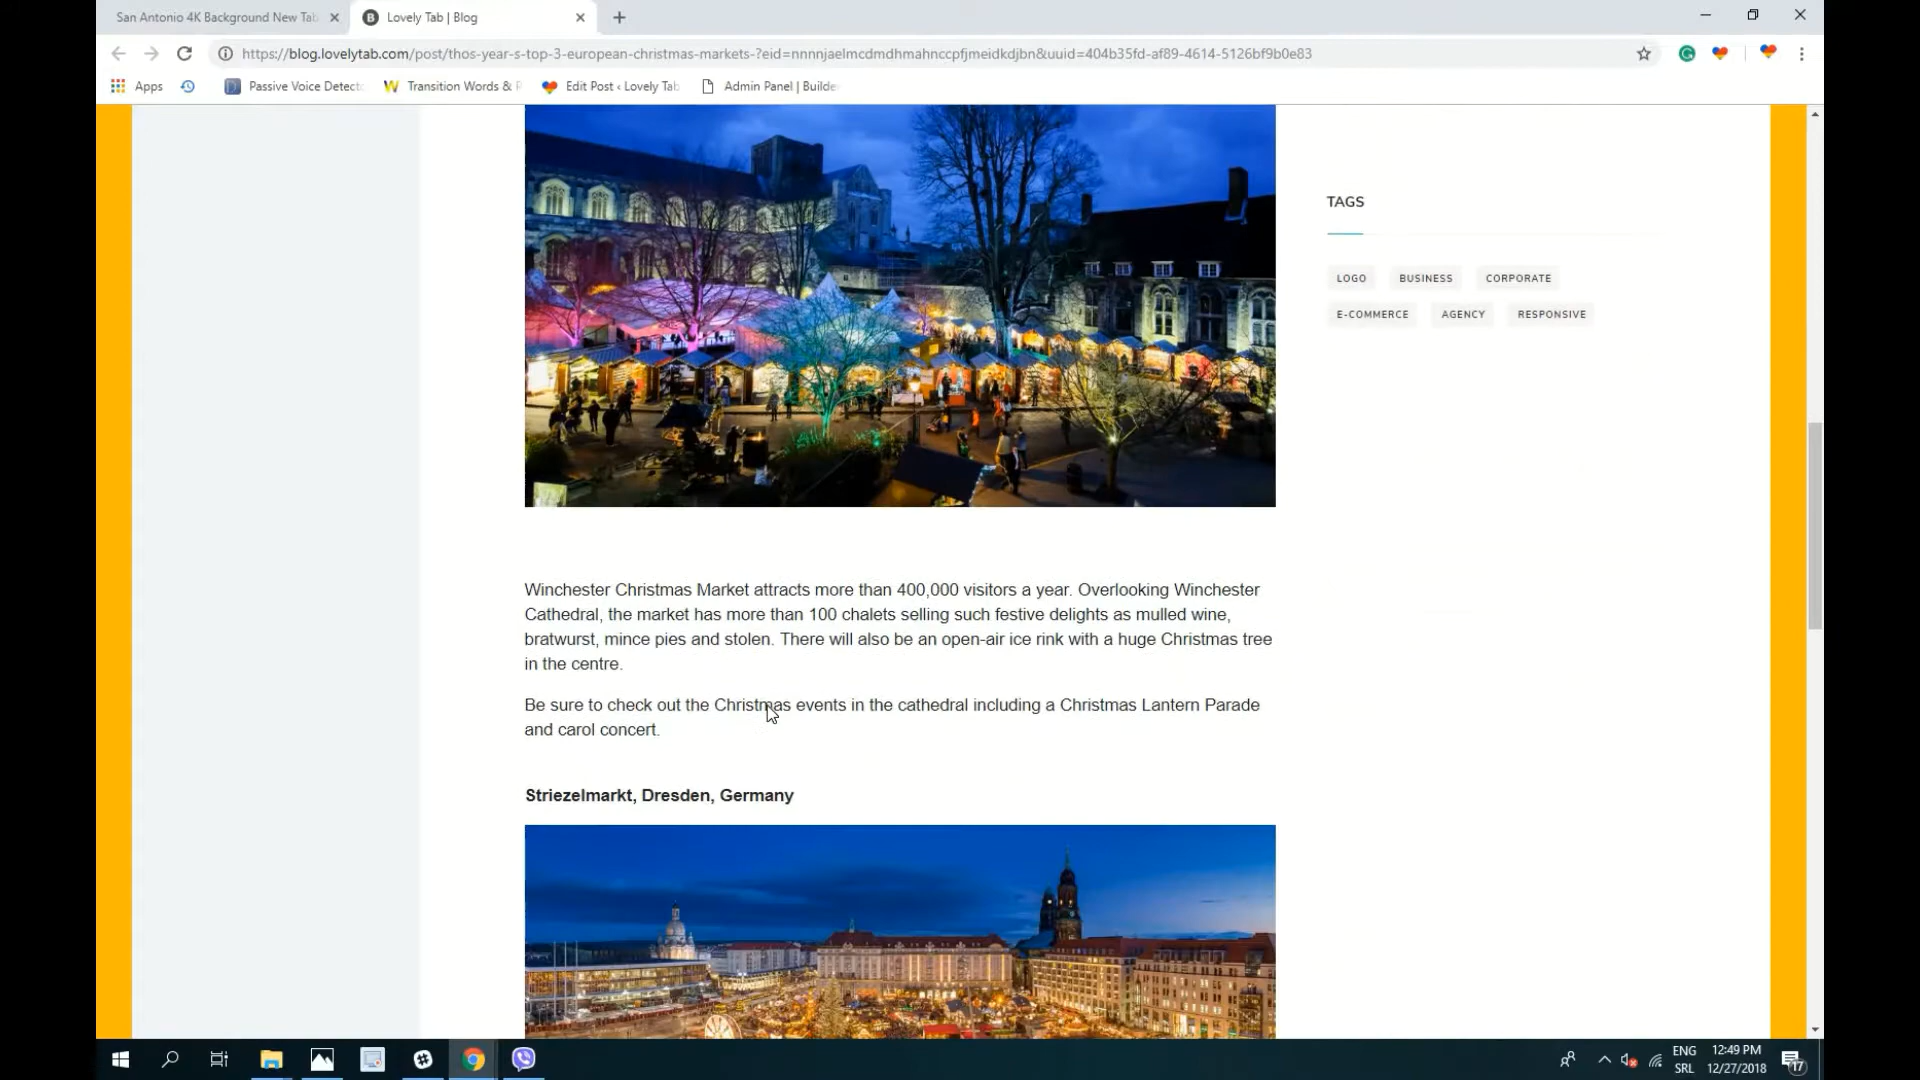 San Antonio 4K Background New Tab
Lovely Tab | Blog
https://blog.lovelytab.com/post/thos-year-s-top-3-european-christmas-markets-?eid=nnnnjaelmcdmdhmahnccpfjmeidkdjbn&uuid=404b35fd-af89-4614-5126bf9b0e83
Apps
Passive Voice Detect
Transition Words &
Edit Post ‹ Lovely Tab
Admin Panel | Builde
TAGS
LOGO BUSINESS CORPORATE
E-COMMERCE AGENCY RESPONSIVE
Winchester Christmas Market attracts more than 400,000 visitors a year. Overlooking Winchester
Cathedral, the market has more than 100 chalets selling such festive delights as mulled wine,
bratwurst, mince pies and stolen. There will also be an open-air ice rink with a huge Christmas tree
in the centre.
Be sure to check out the Christmas events in the cathedral including a Christmas Lantern Parade
and carol concert.
Striezelmarkt, Dresden, Germany
ENG 12:49 PM
SRL 12/27/2018
17